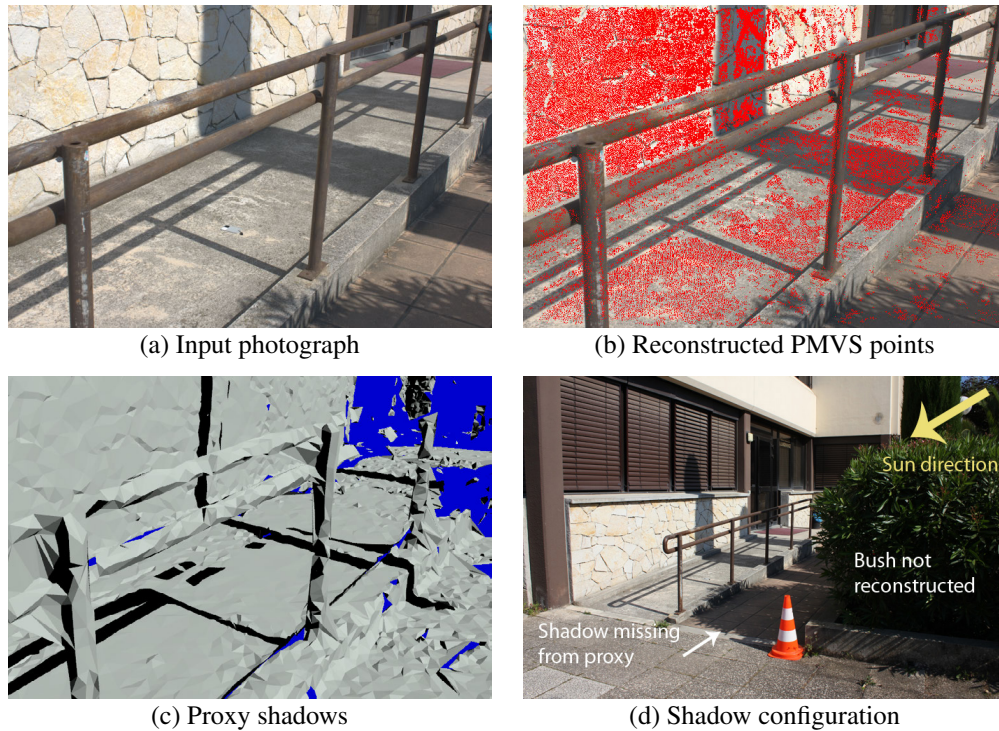 (a) Input photograph
(b) Reconstructed PMVS points
Sun direction
Bush not
reconstructed
Shadow missing
from proxy
(c) Proxy shadows
(d) Shadow configuration